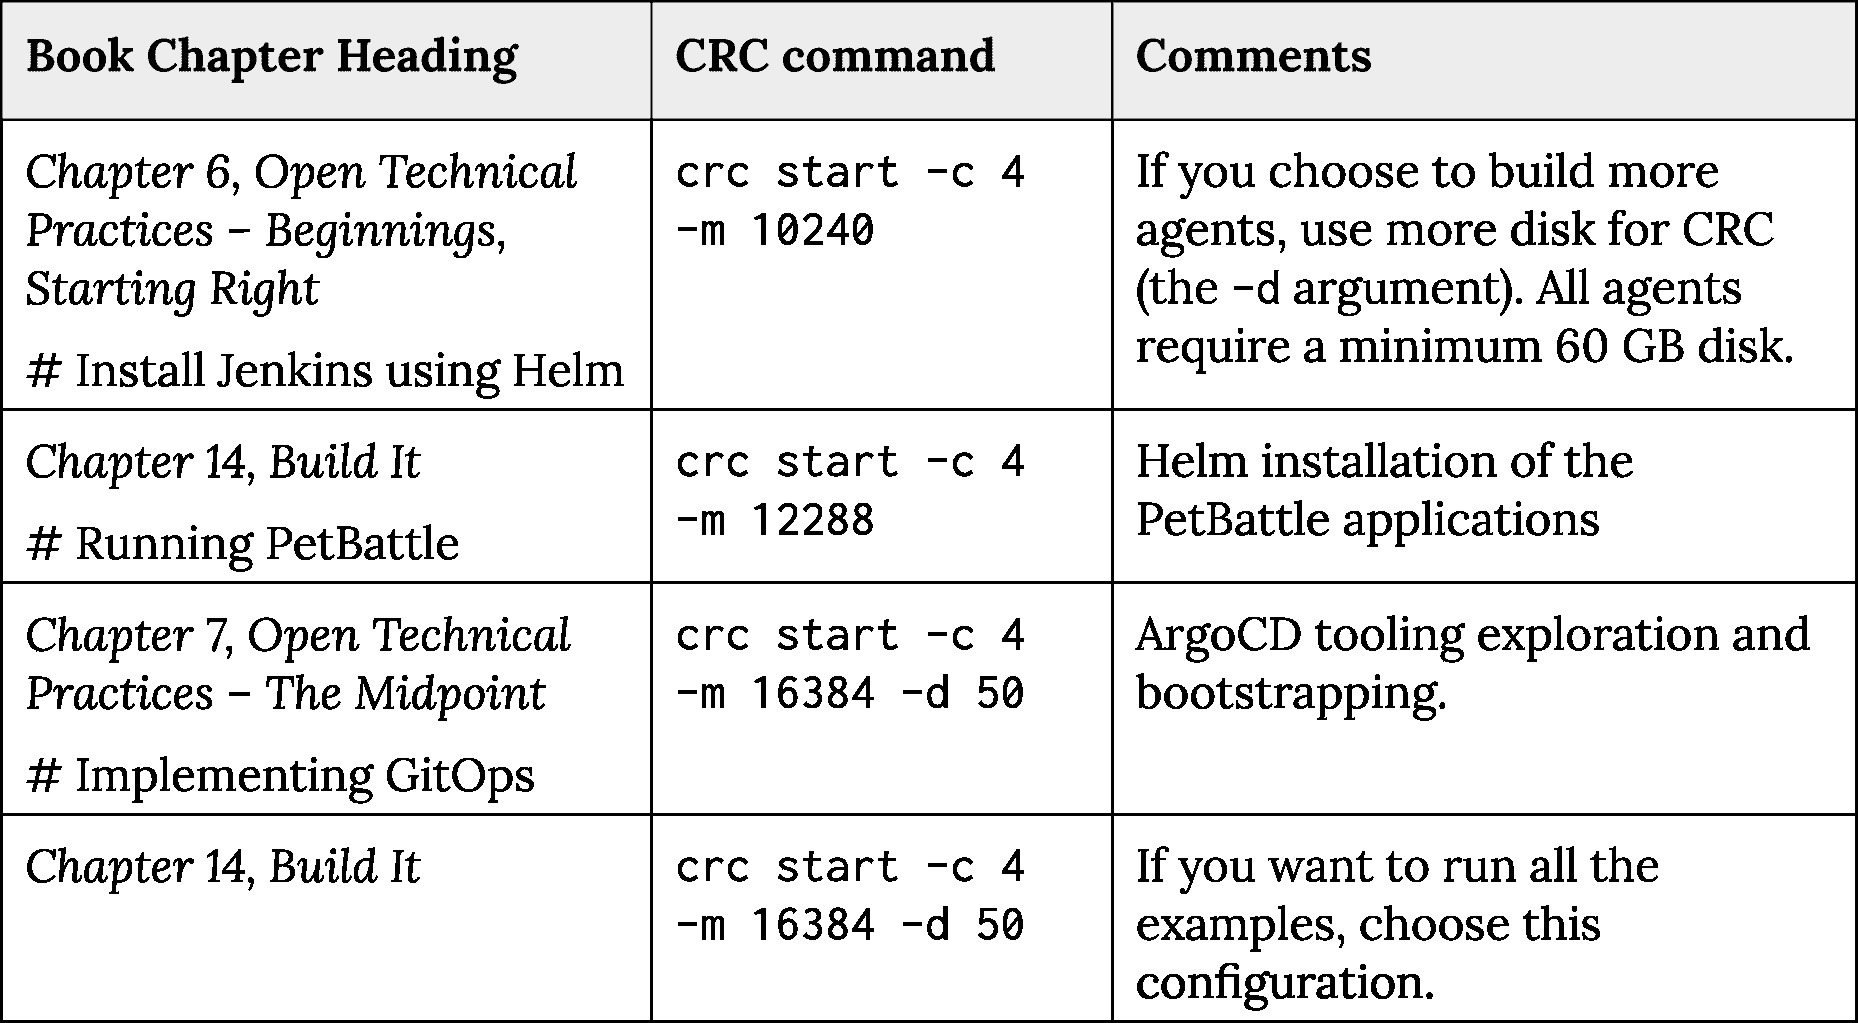 Book Chapter Heading
CRC command
Comments
Chapter 6, Open Technical
Practices – Beginnings,
Starting Right
# Install Jenkins using Helm
crc start -c 4
-m 10240
If you choose to build more
agents, use more disk for CRC
(the -d argument). All agents
require a minimum 60 GB disk.
Chapter 14, Build It
# Running PetBattle
crc start -c 4
-m 12288
Helm installation of the
PetBattle applications
Chapter 7, Open Technical
Practices – The Midpoint
# Implementing GitOps
crc start -c 4
-m 16384 -d 50
ArgoCD tooling exploration and
bootstrapping.
Chapter 14, Build It
crc start -c 4
-m 16384 -d 50
If you want to run all the
examples, choose this
configuration.